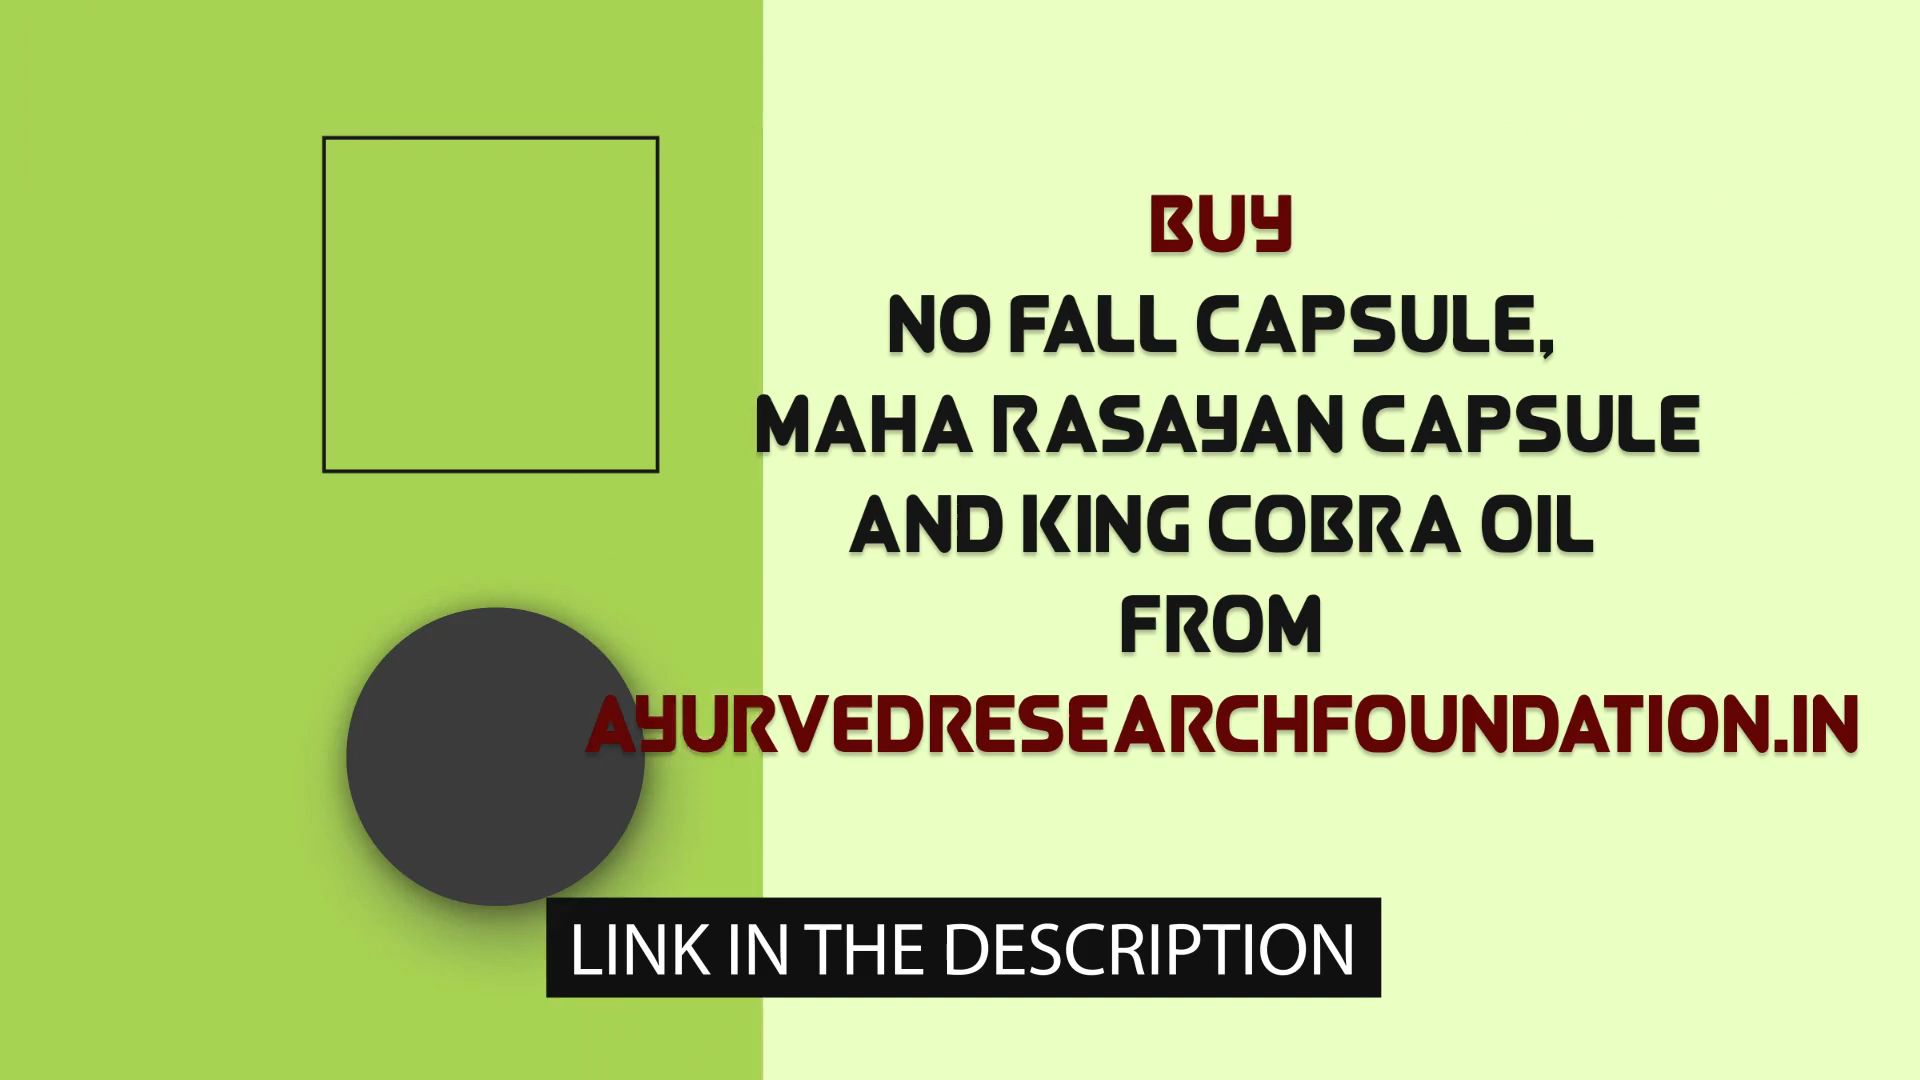 BUY
NO FALL CAPSULE,
MAHA RASAYAN CAPSULE
AND KING COBRA OIL
FROM
AYURVEDRESEARCHFOUNDATION.IN
LINK IN THE DESCRIPTION